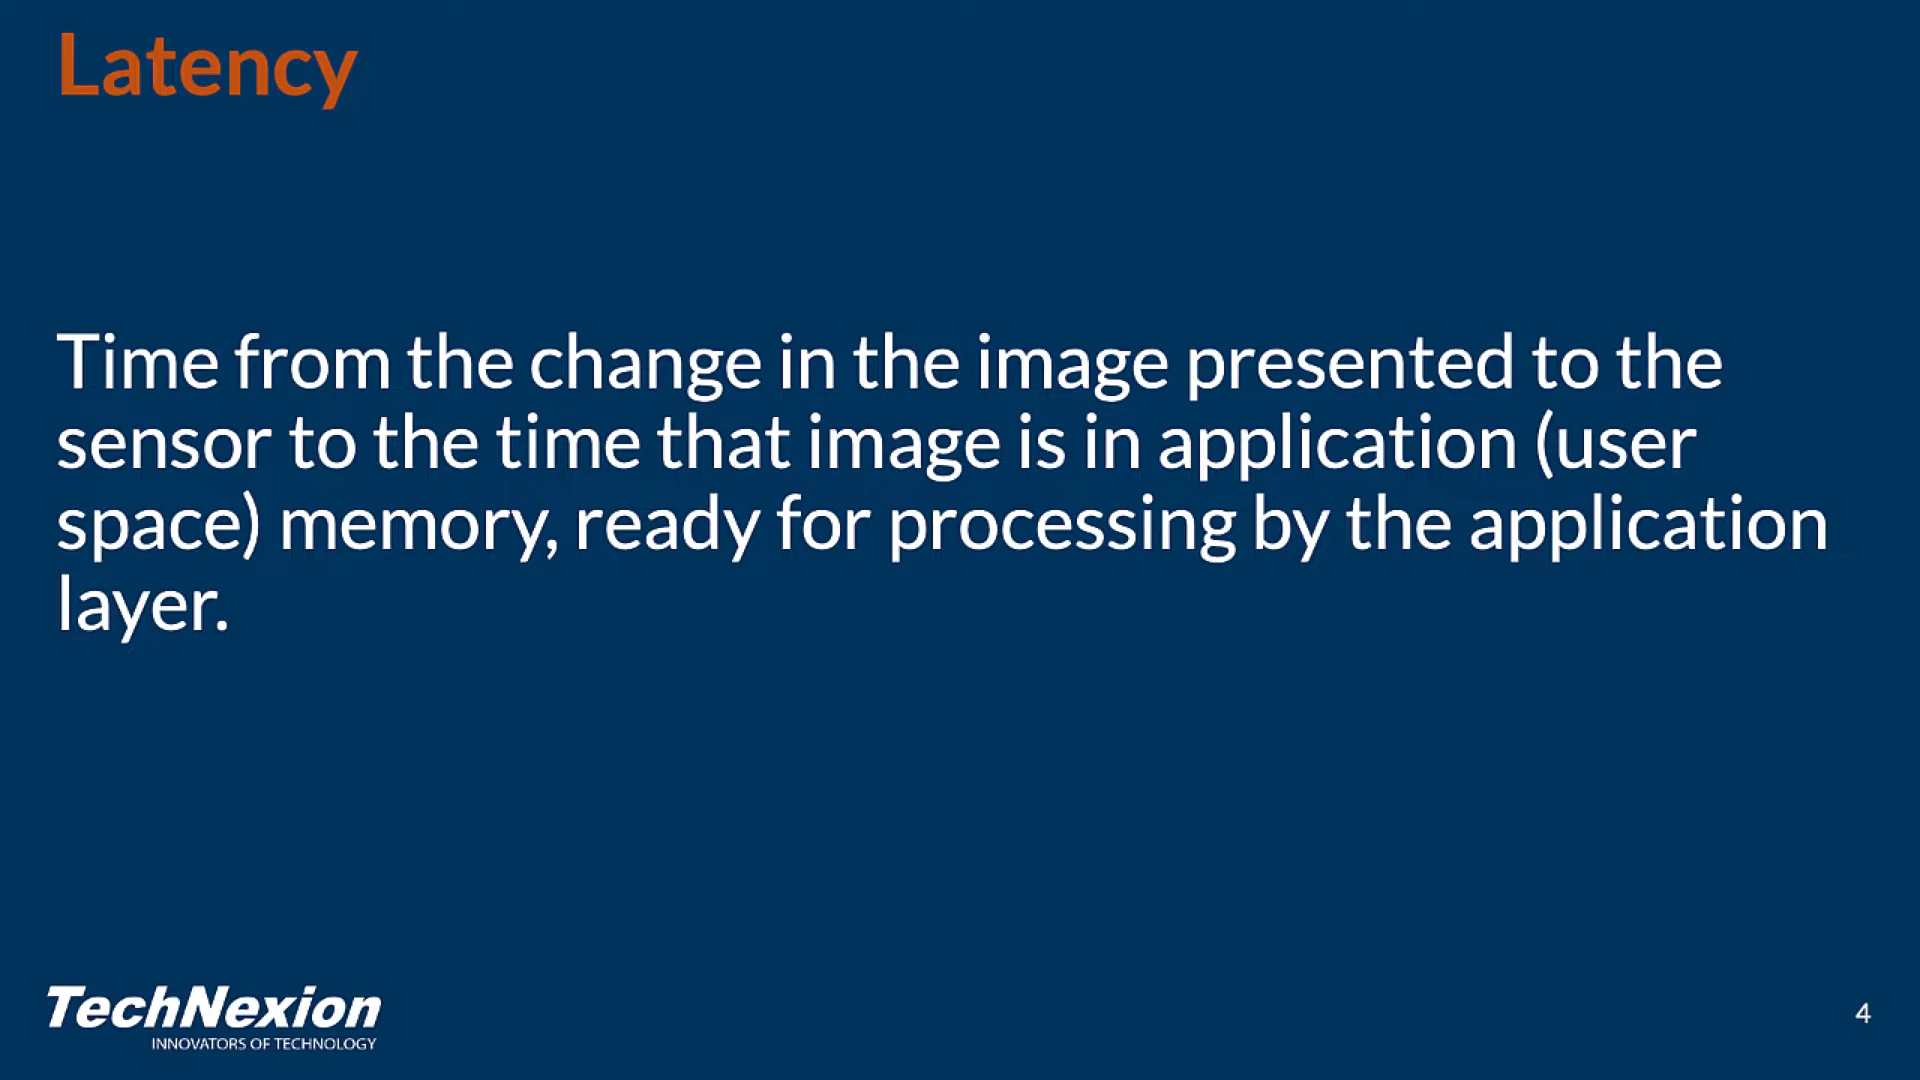 Latency
Time from the change in the image presented to the
sensor to the time that image is in application (user
space) memory, ready for processing by the application
layer.
TechNexion
INNOVATORS OF TECHNOLOGY
4